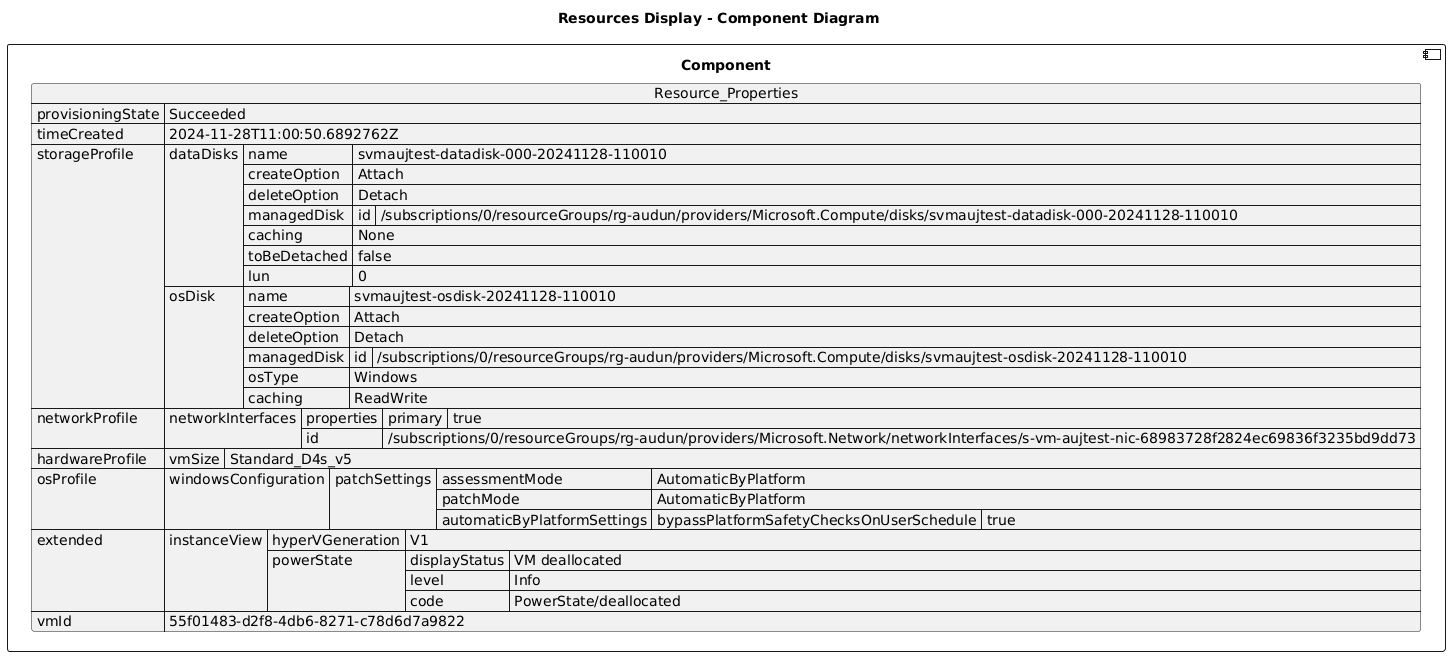 Resources Display - Component Diagram
Component
Resource_Properties
provisioningState Succeeded
timeCreated 2024-11-28T11:00:50.6892762Z
storageProfile dataDisks name svmaujtest-datadisk-000-20241128-110010
createOption Attach
deleteOption Detach
managedDisk id /subscriptions/0/resourceGroups/rg-audun/providers/Microsoft.Compute/disks/svmaujtest-datadisk-000-20241128-110010
caching None
toBeDetached false
lun 0
osDisk name svmaujtest-osdisk-20241128-110010
createOption Attach
deleteOption Detach
managedDisk id /subscriptions/0/resourceGroups/rg-audun/providers/Microsoft.Compute/disks/svmaujtest-osdisk-20241128-110010
osType Windows
caching ReadWrite
networkProfile networkInterfaces properties primary true
id /subscriptions/0/resourceGroups/rg-audun/providers/Microsoft.Network/networkInterfaces/s-vm-aujtest-nic-68983728f2824ec69836f3235bd9dd73
hardwareProfile vmSize Standard_D4s_v5
osProfile windowsConfiguration patchSettings assessmentMode AutomaticByPlatform
patchMode AutomaticByPlatform
automaticByPlatformSettings bypassPlatformSafetyChecksOnUserSchedule true
extended instanceView hyperVGeneration V1
powerState displayStatus VM deallocated
level Info
code PowerState/deallocated
vmId 55f01483-d2f8-4db6-8271-c78d6d7a9822